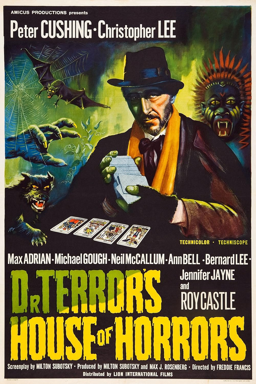 AMICUS PRODUCTIONS presents
Peter CUSHING · Christopher LEE
TECHNICOLOR · TECHNISCOPE
Max ADRIAN · Michael GOUGH · Neil McCALLUM · Ann BELL · Bernard LEE ·
Jennifer JAYNE
and
ROY CASTLE
DR. TERROR'S
HOUSE OF HORRORS
Screenplay by MILTON SUBOTSKY · Produced by MILTON SUBOTSKY and MAX J. ROSENBERG · Directed by FREDDIE FRANCIS
Distributed by LION INTERNATIONAL FILMS